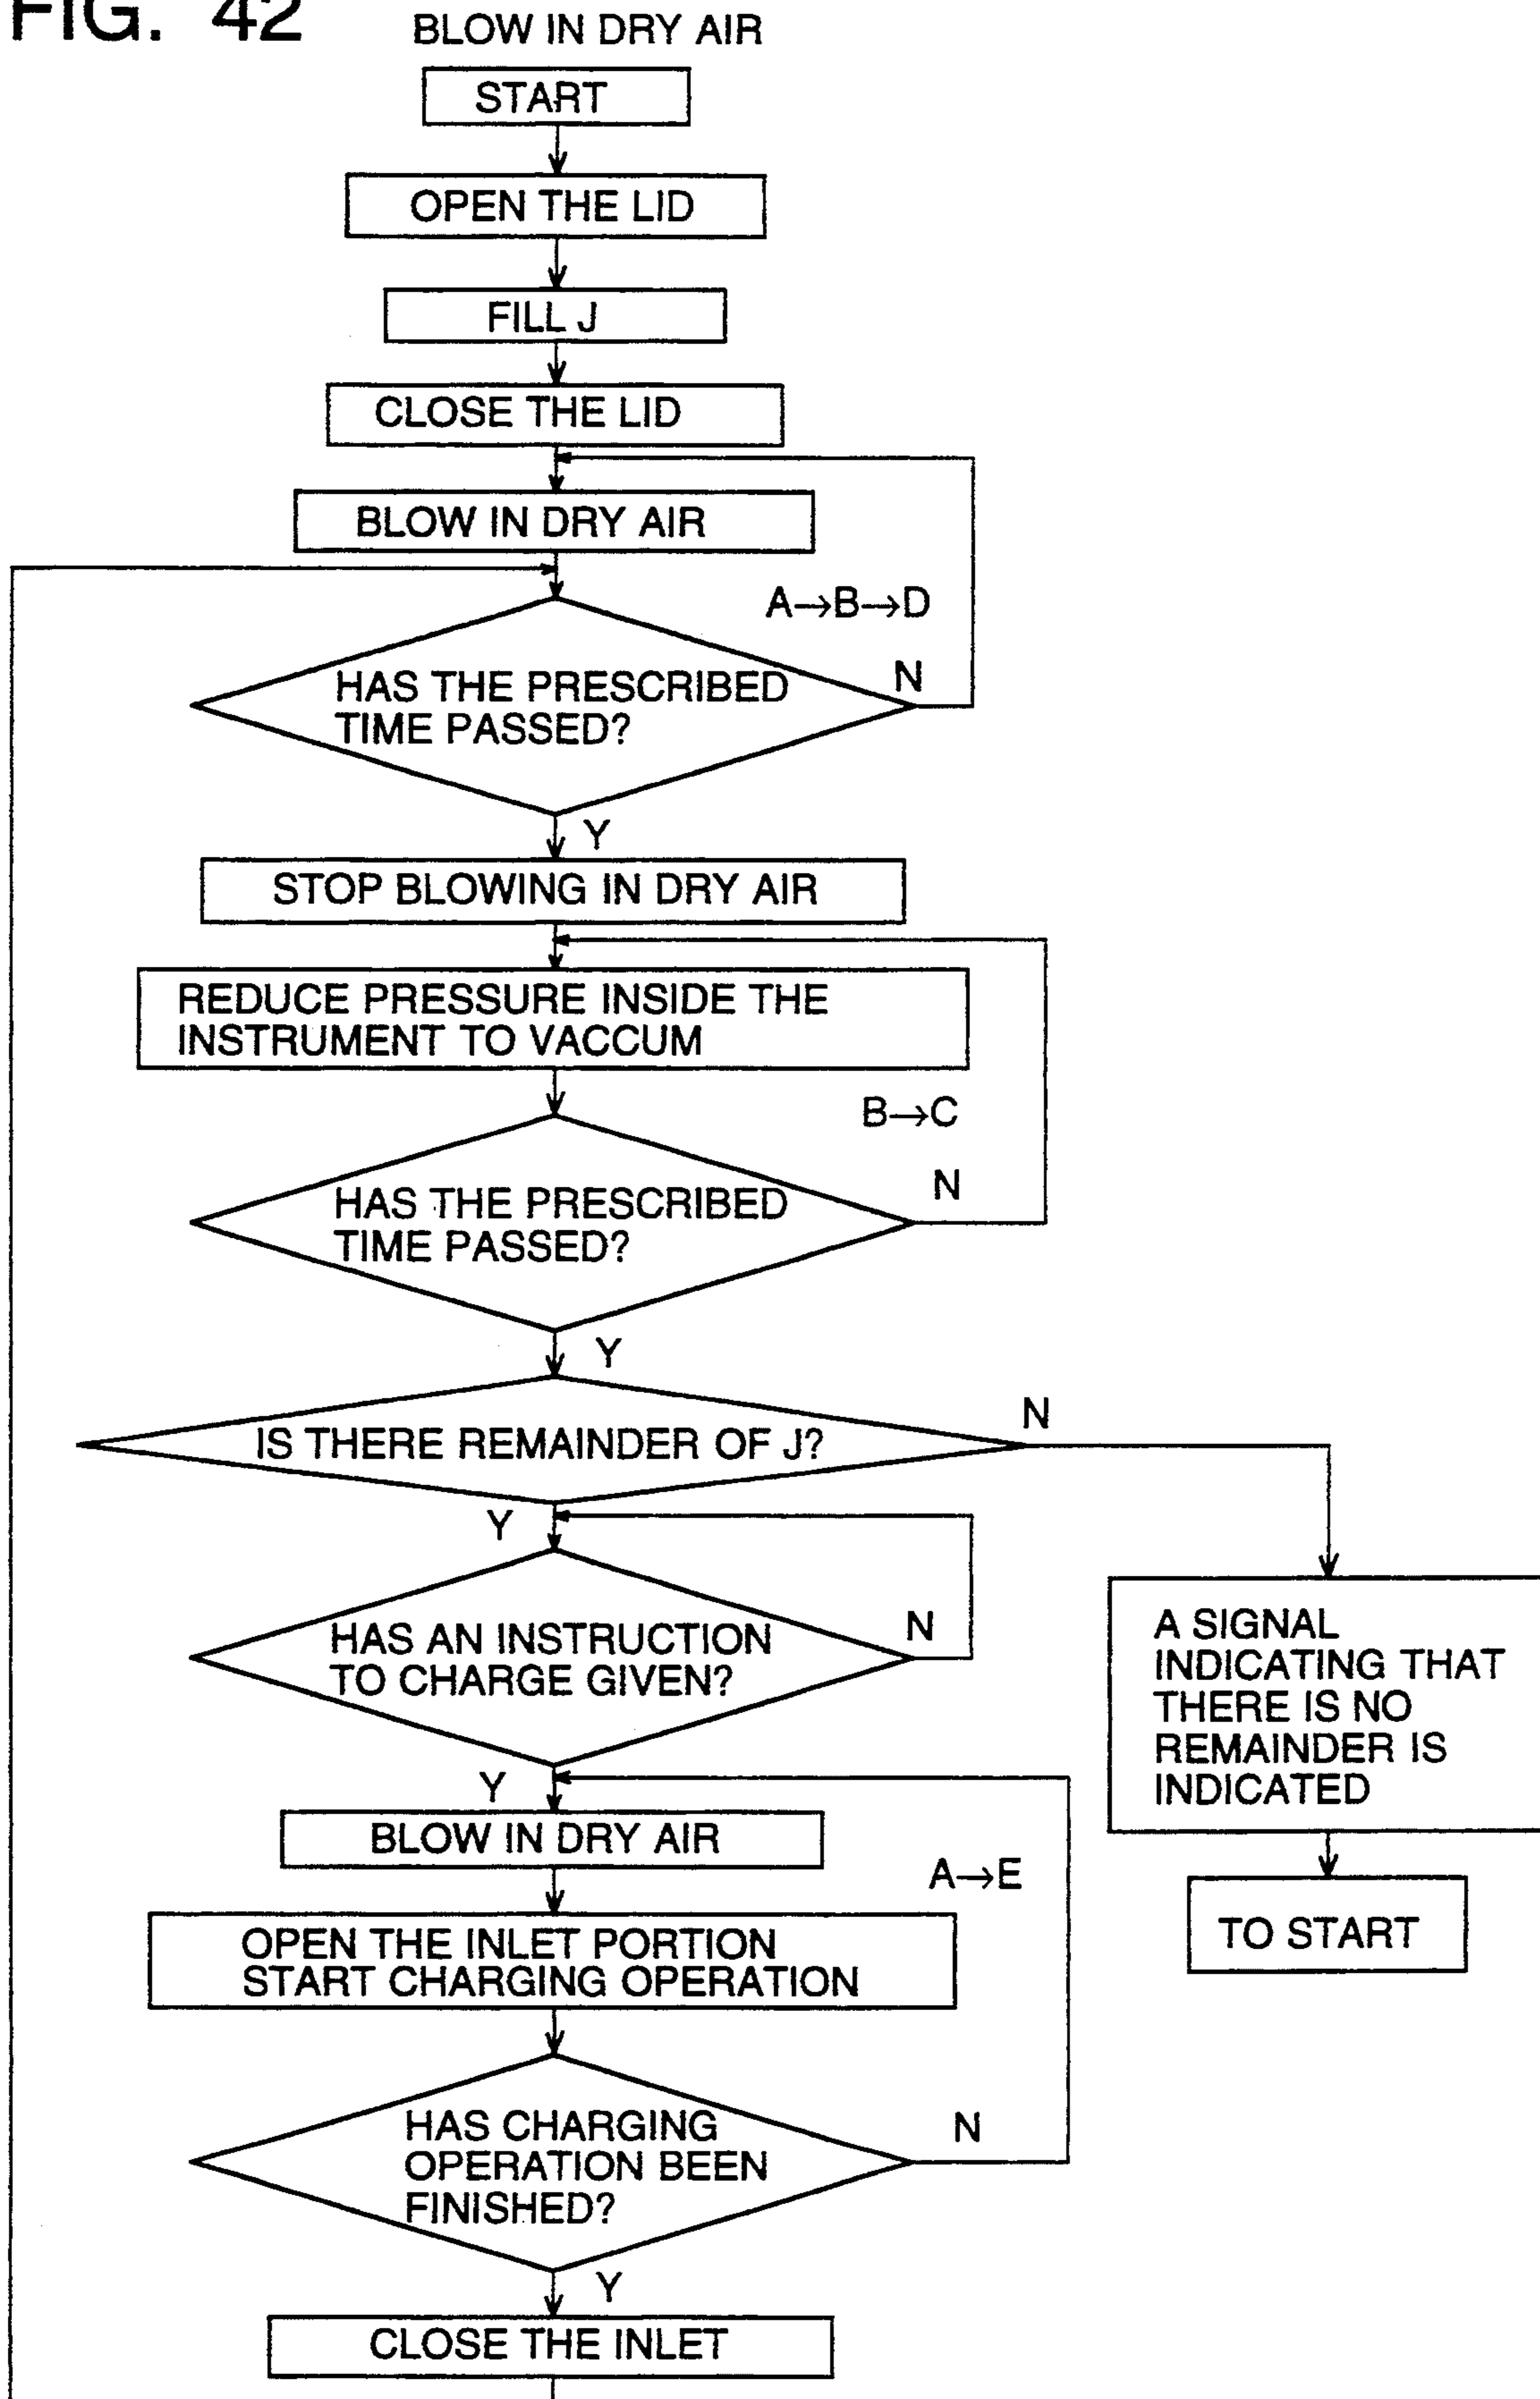 FIG. 42
BLOW IN DRY AIR
START
OPEN THE LID
FILL J
CLOSE THE LID
BLOW IN DRY AIR
A→B→D
HAS THE PRESCRIBED
TIME PASSED?
N
Y
STOP BLOWING IN DRY AIR
REDUCE PRESSURE INSIDE THE
INSTRUMENT TO VACCUM
B→C
HAS THE PRESCRIBED
TIME PASSED?
N
Y
IS THERE REMAINDER OF J?
N
Y
HAS AN INSTRUCTION
TO CHARGE GIVEN?
N
A SIGNAL
INDICATING THAT
THERE IS NO
REMAINDER IS
INDICATED
TO START
Y
BLOW IN DRY AIR
A→E
OPEN THE INLET PORTION
START CHARGING OPERATION
HAS CHARGING
OPERATION BEEN
FINISHED?
N
Y
CLOSE THE INLET